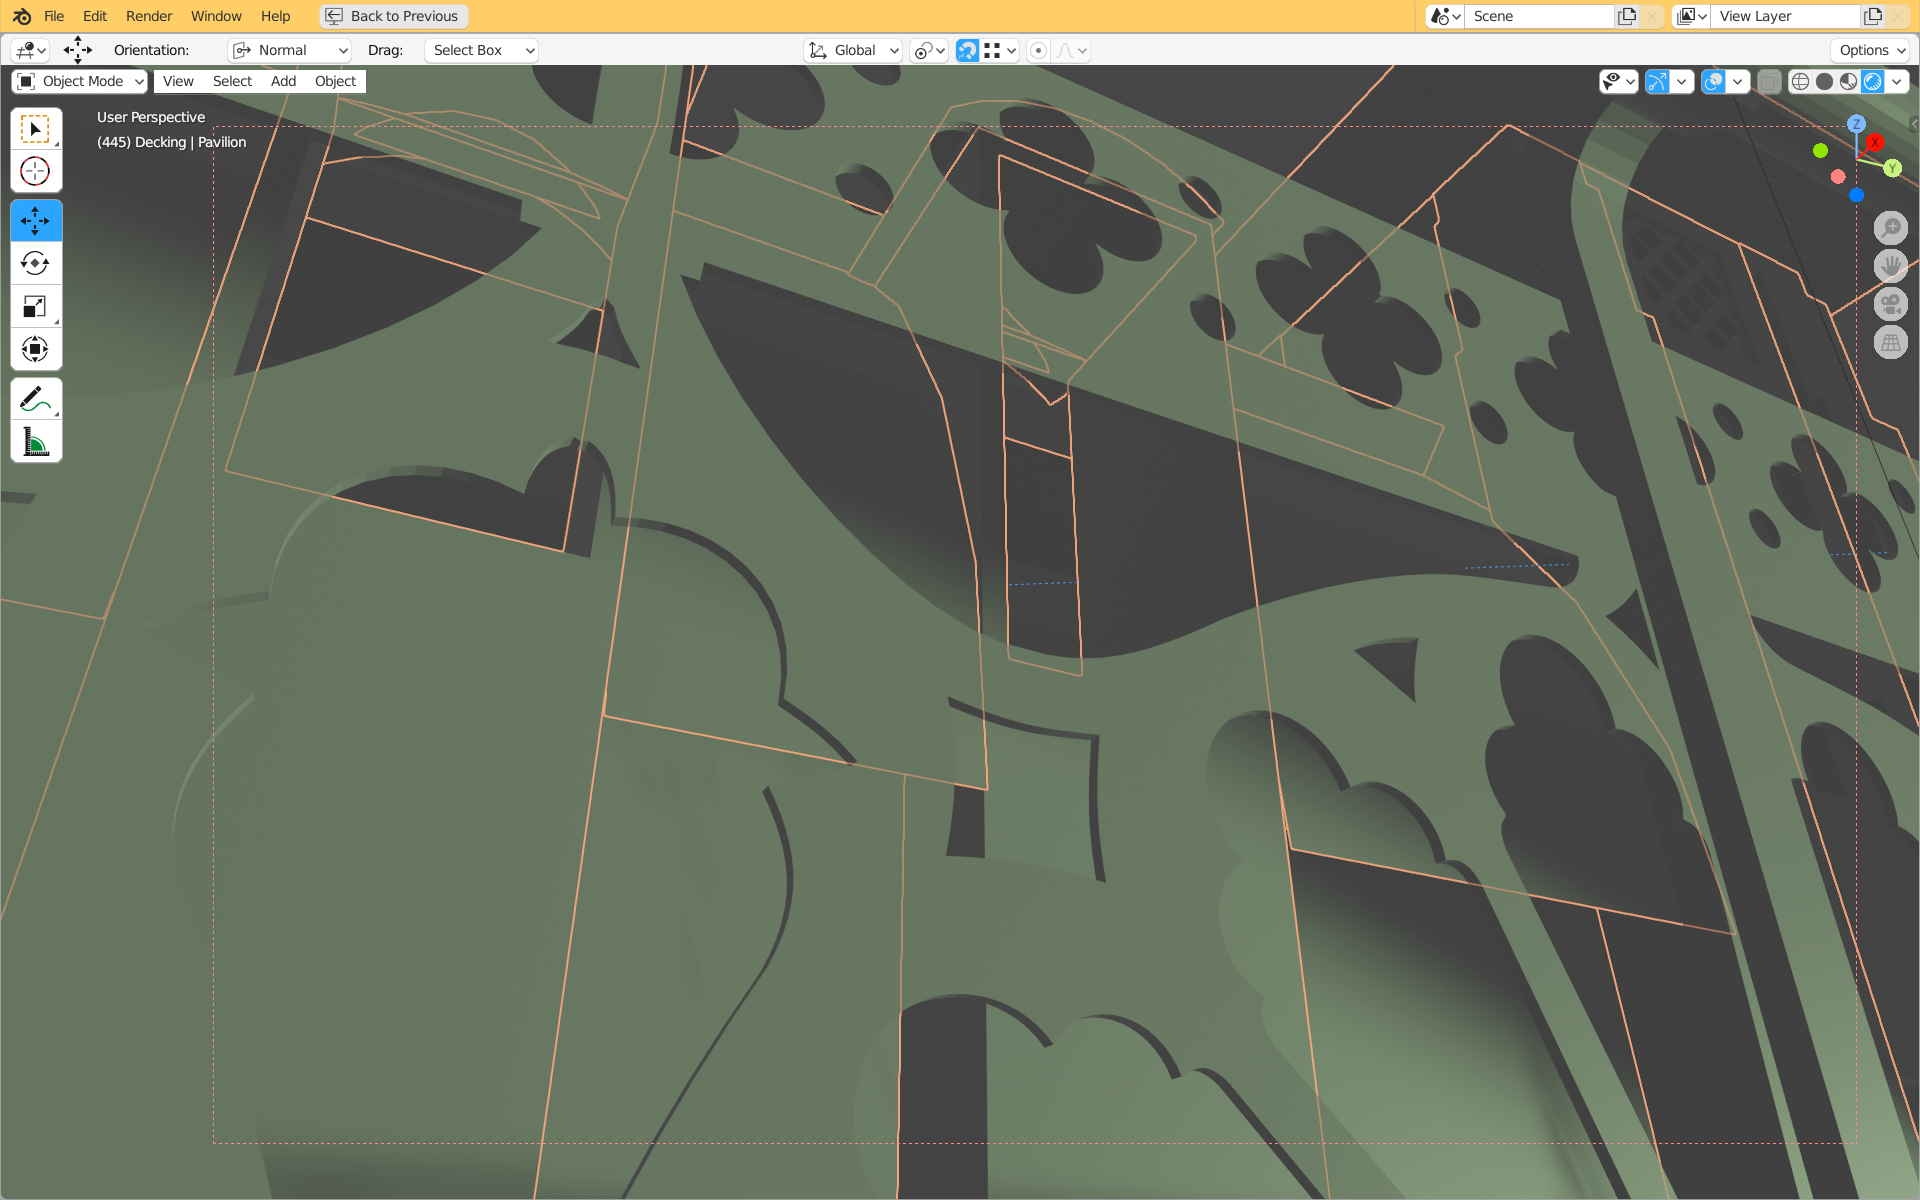 File Edit Render Window Help Back to Previous Scene View Layer
Orientation: Normal Drag: Select Box Global Options
Object Mode View Select Add Object
User Perspective
(445) Decking | Pavilion
Z
X
Y